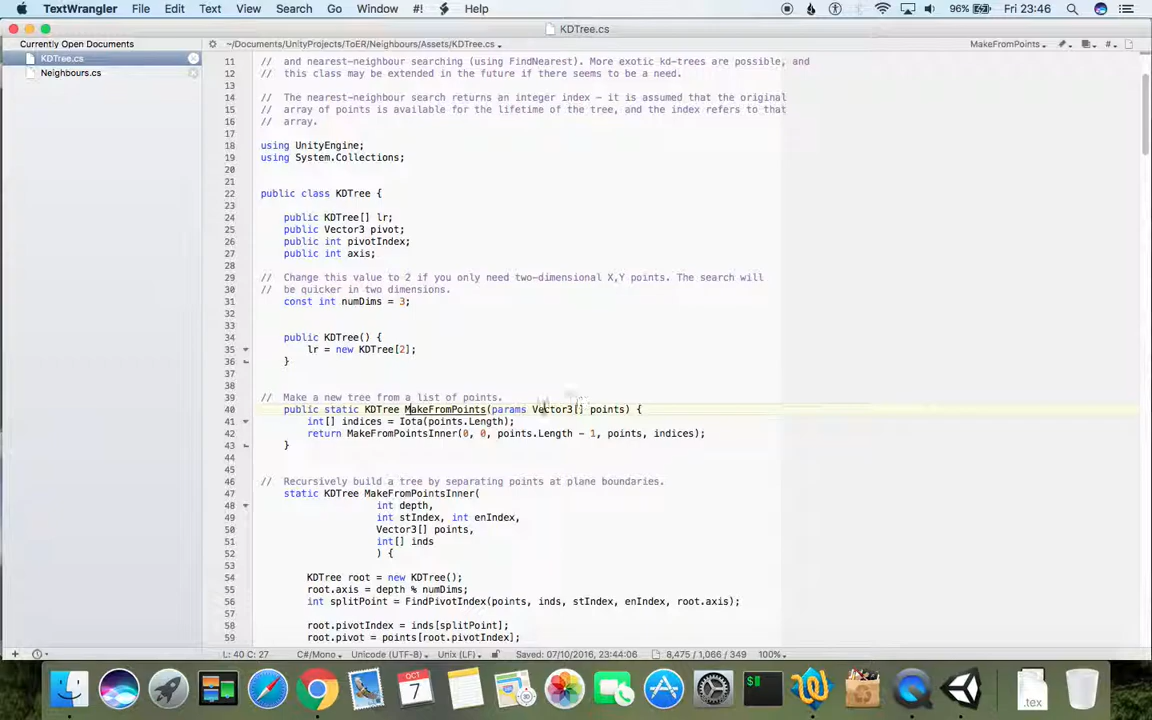 TextWrangler File Edit Text View Search Go Window #! Help 96% Fri 23:46
KDTree.cs
Currently Open Documents
~/Documents/UnityProjects/ToER/Neighbours/Assets/KDTree.cs
MakeFromPoints
KDTree.cs
Neighbours.cs
11 // and nearest-neighbour searching (using FindNearest). More exotic kd-trees are possible, and
12 // this class may be extended in the future if there seems to be a need.
13
14 // The nearest-neighbour search returns an integer index – it is assumed that the original
15 // array of points is available for the lifetime of the tree, and the index refers to that
16 // array.
17
18 using UnityEngine;
19 using System.Collections;
20
21
22 public class KDTree {
23
24 public KDTree[] lr;
25 public Vector3 pivot;
26 public int pivotIndex;
27 public int axis;
28
29 // Change this value to 2 if you only need two-dimensional X,Y points. The search will
30 // be quicker in two dimensions.
31 const int numDims = 3;
32
33
34 public KDTree() {
35 lr = new KDTree[2];
36 }
37
38
39 // Make a new tree from a list of points.
40 public static KDTree MakeFromPoints(params Vector3[] points) {
41 int[] indices = Iota(points.Length);
42 return MakeFromPointsInner(0, 0, points.Length - 1, points, indices);
43 }
44
45
46 // Recursively build a tree by separating points at plane boundaries.
47 static KDTree MakeFromPointsInner(
48 int depth,
49 int stIndex, int enIndex,
50 Vector3[] points,
51 int[] inds
52 ) {
53
54 KDTree root = new KDTree();
55 root.axis = depth % numDims;
56 int splitPoint = FindPivotIndex(points, inds, stIndex, enIndex, root.axis);
57
58 root.pivotIndex = inds[splitPoint];
59 root.pivot = points[root.pivotIndex];
L: 40 C: 27 C#/Mono Unicode (UTF-8) Unix (LF) Saved: 07/10/2016, 23:44:06 8,475 / 1,066 / 349 100%
OCT
7
$
.tex